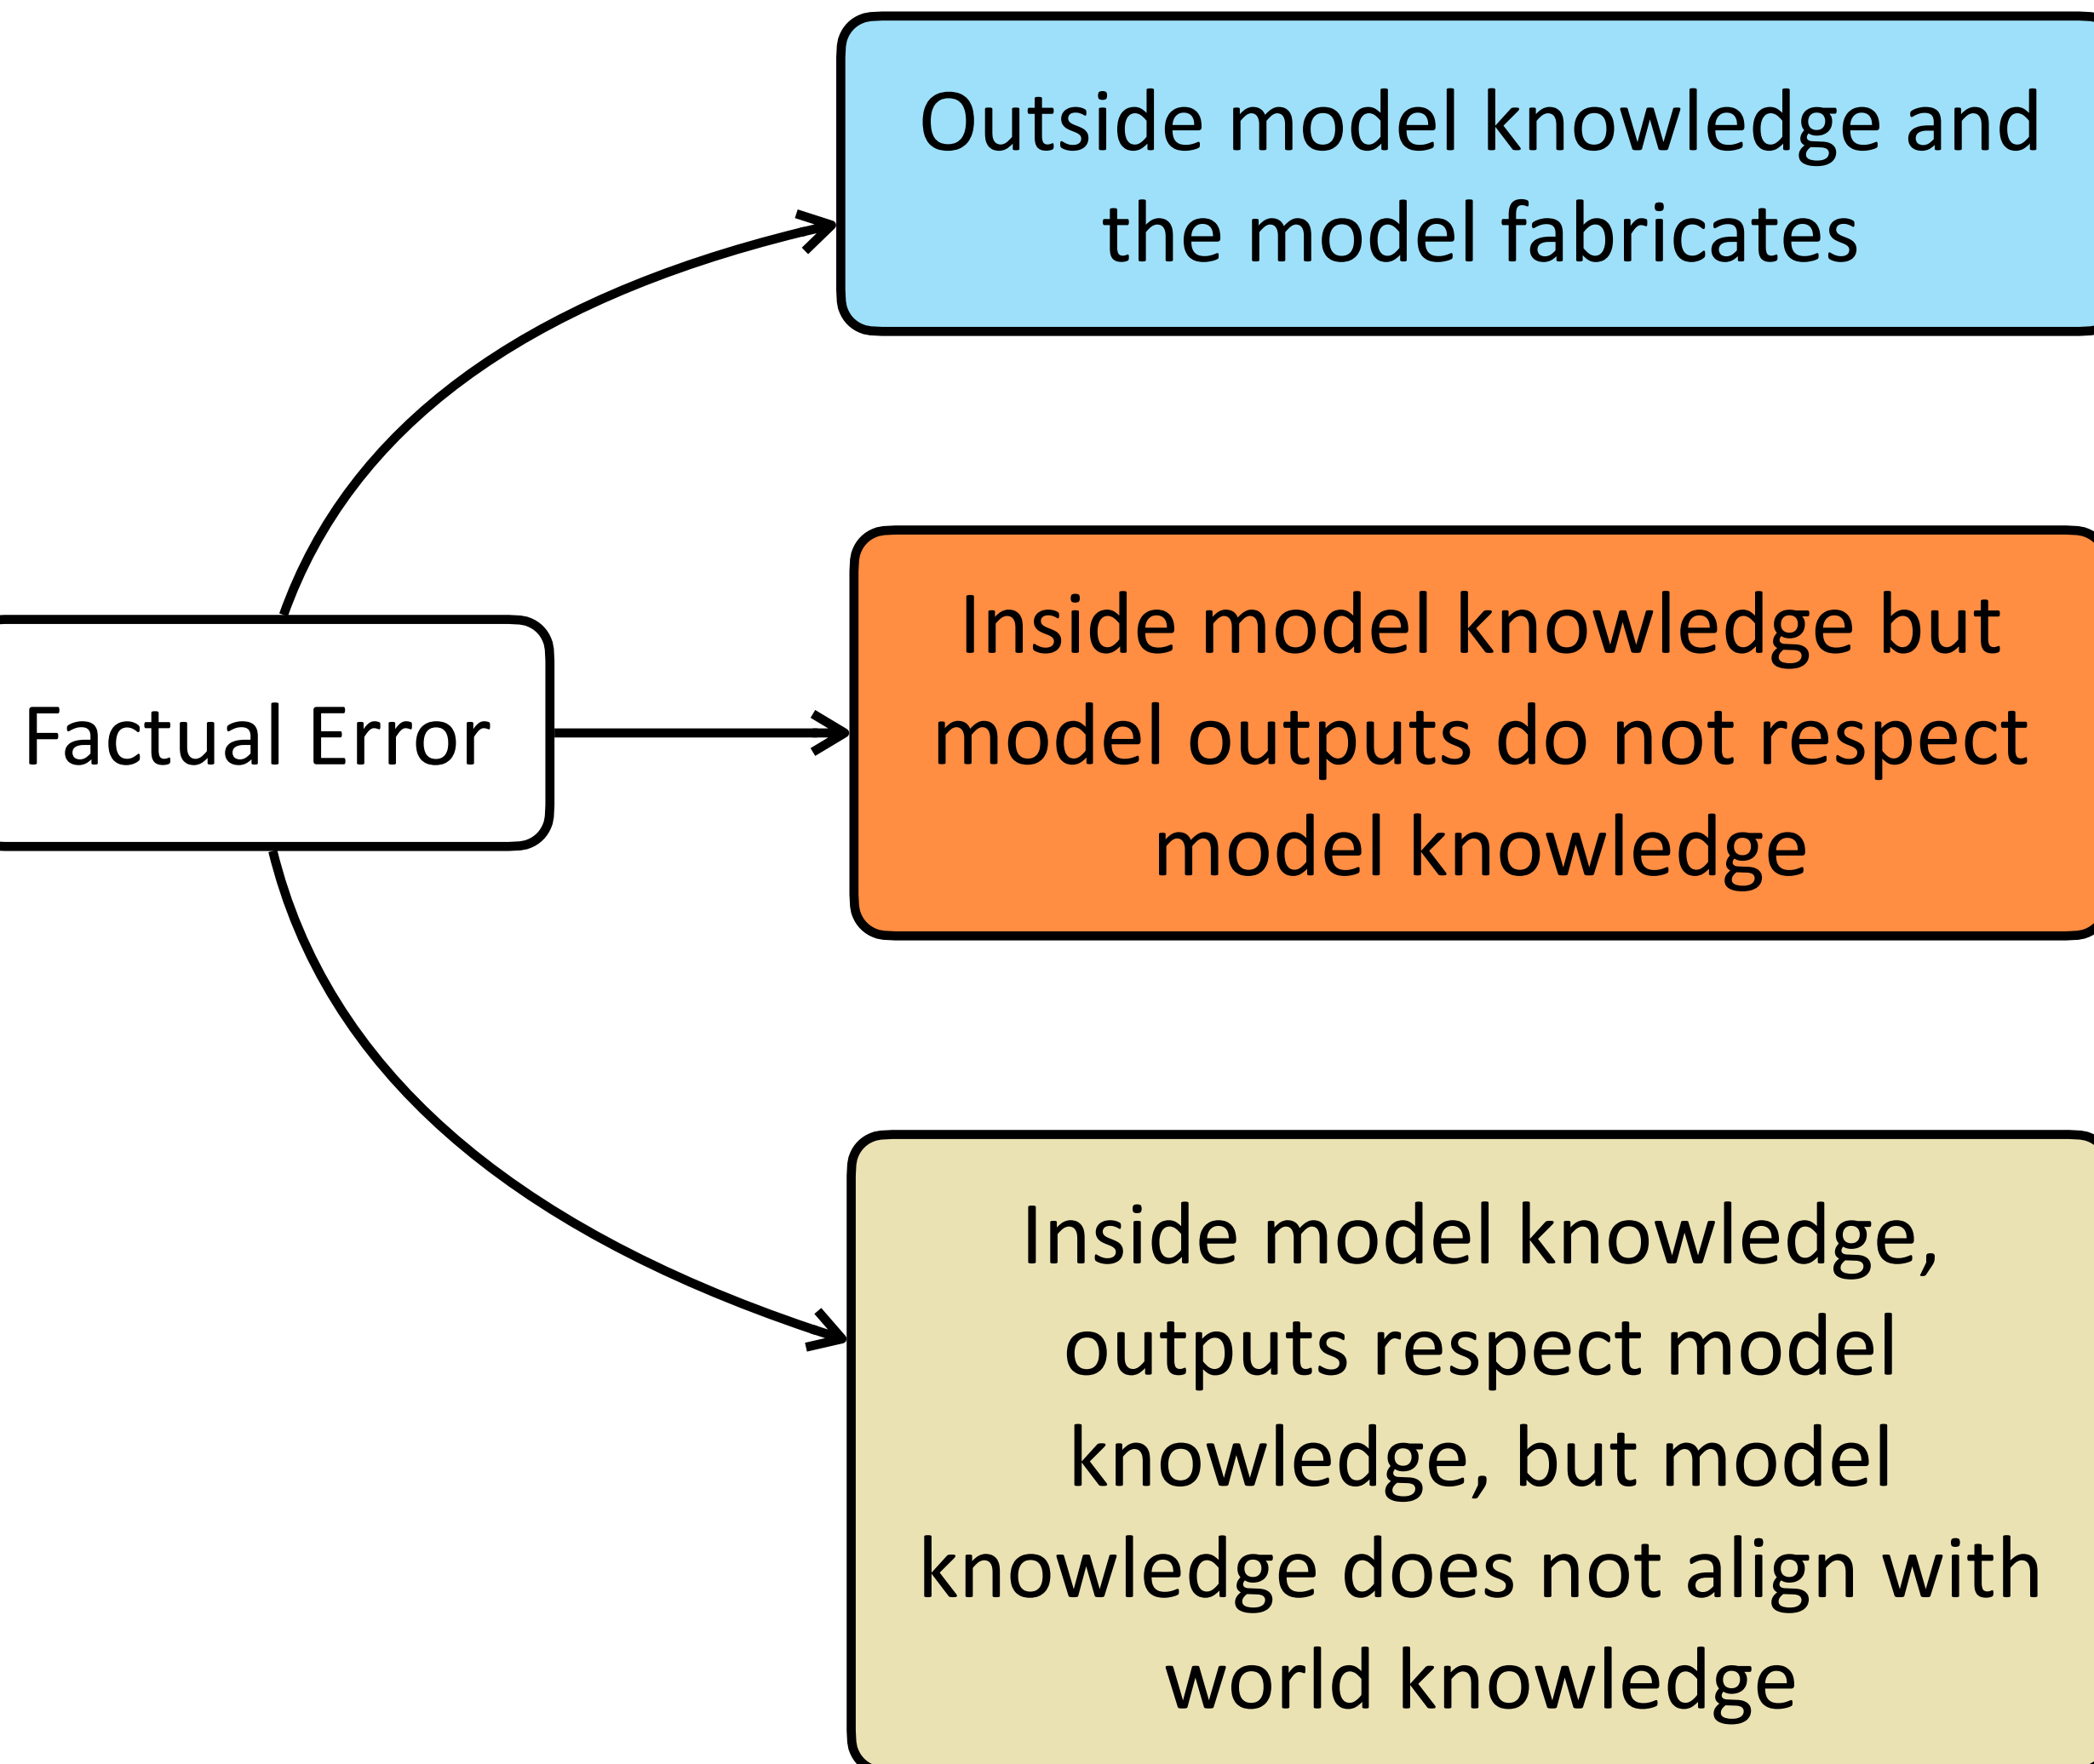 Outside model knowledge and
the model fabricates
Factual Error
Inside model knowledge but
model outputs do not respect
model knowledge
Inside model knowledge,
outputs respect model
knowledge, but model
knowledge does not align with
world knowledge